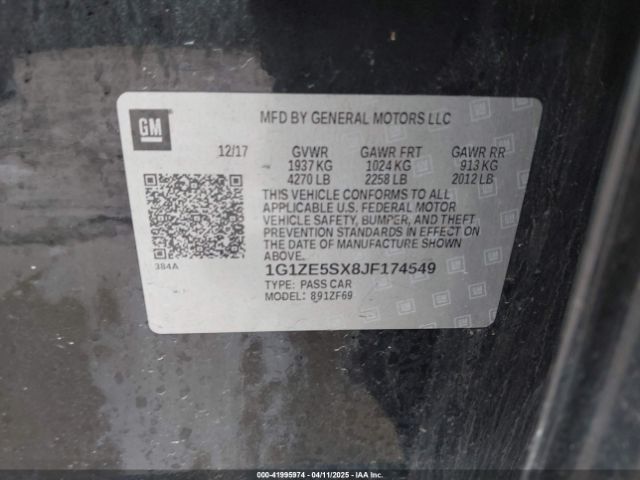 GM
MFD BY GENERAL MOTORS LLC
12/17 GVWR GAWR FRT GAWR RR
1937 KG 1024 KG 913 KG
4270 LB 2258 LB 2012 LB
THIS VEHICLE CONFORMS TO ALL
APPLICABLE U.S. FEDERAL MOTOR
VEHICLE SAFETY, BUMPER, AND THEFT
PREVENTION STANDARDS IN EFFECT ON
THE DATE OF MANUFACTURE SHOWN
ABOVE.
384A
1G1ZE5SX8JF174549
TYPE: PASS CAR
MODEL: 891ZF69
000-41995974 - 04/11/2025 - IAA, Inc.